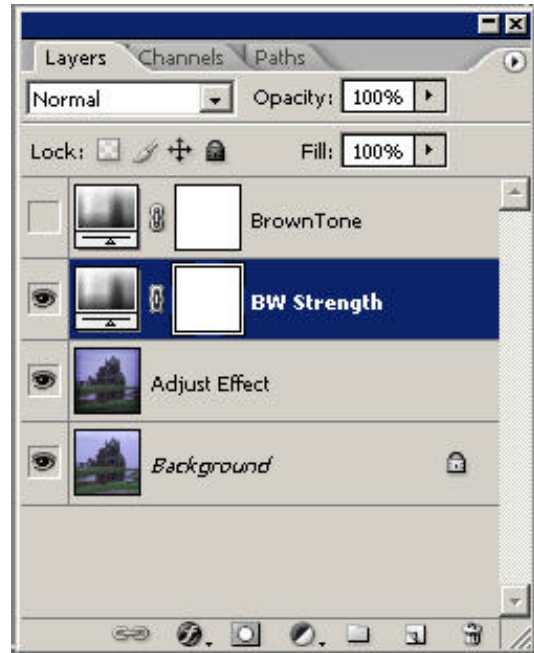 Layers Channels Paths
Normal Opacity: 100%
Lock: Fill: 100%
BrownTone
BW Strength
Adjust Effect
Background